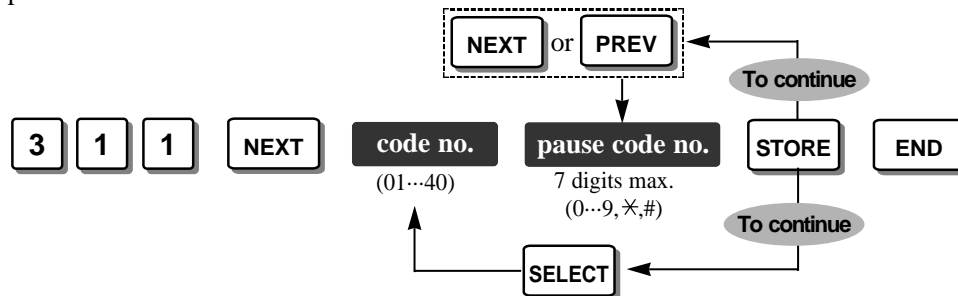 NEXT or PREV
To continue
3 1 1 NEXT code no. pause code no. STORE END
(01···40) 7 digits max.
(0···9,✳,#)
To continue
SELECT